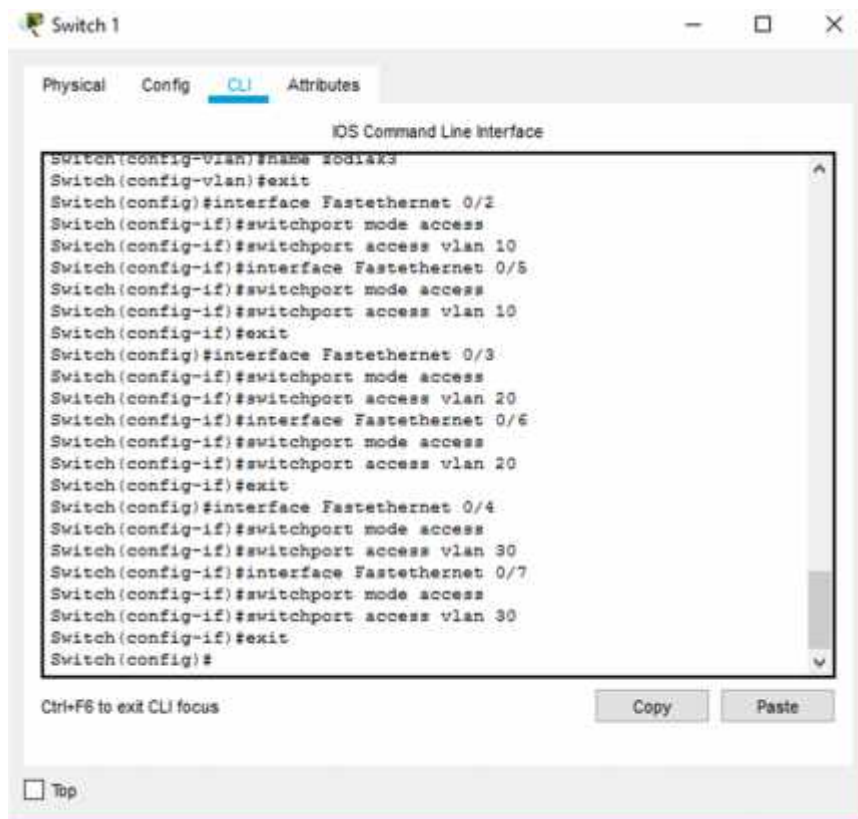 Switch 1
Physical Config CLI Attributes
IOS Command Line Interface
Switch(config-vlan)#name zodiak3
Switch(config-vlan)#exit
Switch(config)#interface Fastethernet 0/2
Switch(config-if)#switchport mode access
Switch(config-if)#switchport access vlan 10
Switch(config-if)#interface Fastethernet 0/5
Switch(config-if)#switchport mode access
Switch(config-if)#switchport access vlan 10
Switch(config-if)#exit
Switch(config)#interface Fastethernet 0/3
Switch(config-if)#switchport mode access
Switch(config-if)#switchport access vlan 20
Switch(config-if)#interface Fastethernet 0/6
Switch(config-if)#switchport mode access
Switch(config-if)#switchport access vlan 20
Switch(config-if)#exit
Switch(config)#interface Fastethernet 0/4
Switch(config-if)#switchport mode access
Switch(config-if)#switchport access vlan 30
Switch(config-if)#interface Fastethernet 0/7
Switch(config-if)#switchport mode access
Switch(config-if)#switchport access vlan 30
Switch(config-if)#exit
Switch(config)#
Ctrl+F6 to exit CLI focus
Copy Paste
Top